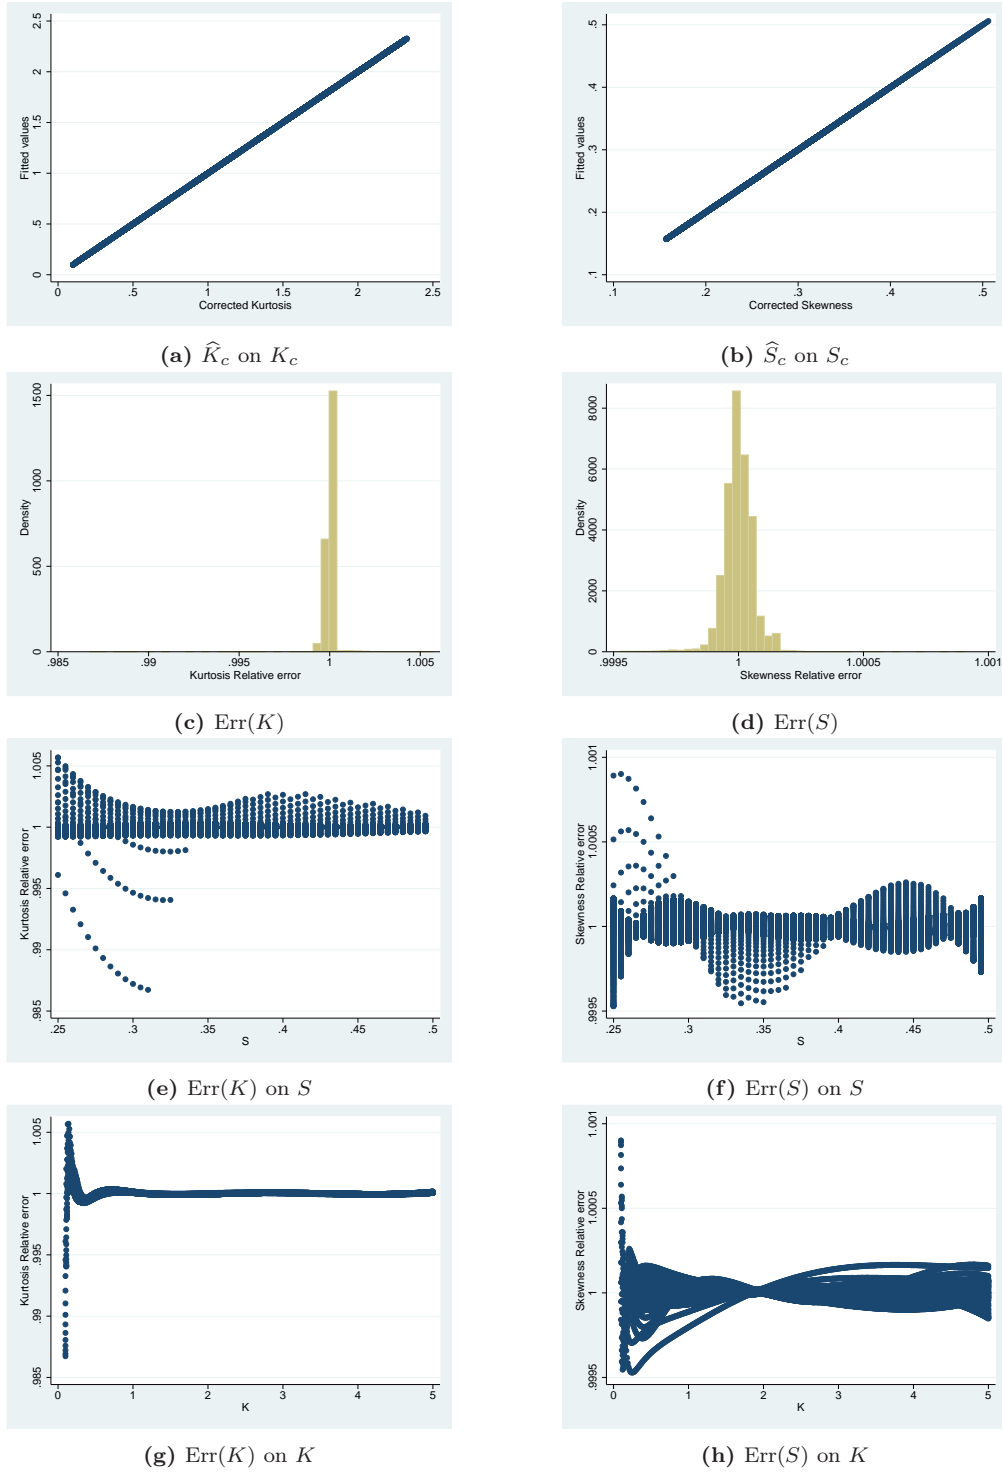 Fitted values
0 .5 1 1.5 2
0 .5 1 1.5 2 2.5
Corrected Kurtosis
(a) K̂c on Kc
Fitted values
.1 .2 .3 .4 .5
.1 .2 .3 .4 .5
Corrected Skewness
(b) Ŝc on Sc
Density
0 500 1000 1500
.985 .99 .995 1 1.005
Kurtosis Relative error
(c) Err(K)
Density
0 2000 4000 6000 8000
.9995 1 1.0005 1.001
Skewness Relative error
(d) Err(S)
Kurtosis Relative error
.985 .99 .995 1 1.005
.25 .3 .35 .4 .45 .5
S
(e) Err(K) on S
Skewness Relative error
.9995 1 1.0005 1.001
.25 .3 .35 .4 .45 .5
S
(f) Err(S) on S
Kurtosis Relative error
.985 .99 .995 1 1.005
0 1 2 3 4 5
K
(g) Err(K) on K
Skewness Relative error
.9995 1 1.0005 1.001
0 1 2 3 4 5
K
(h) Err(S) on K